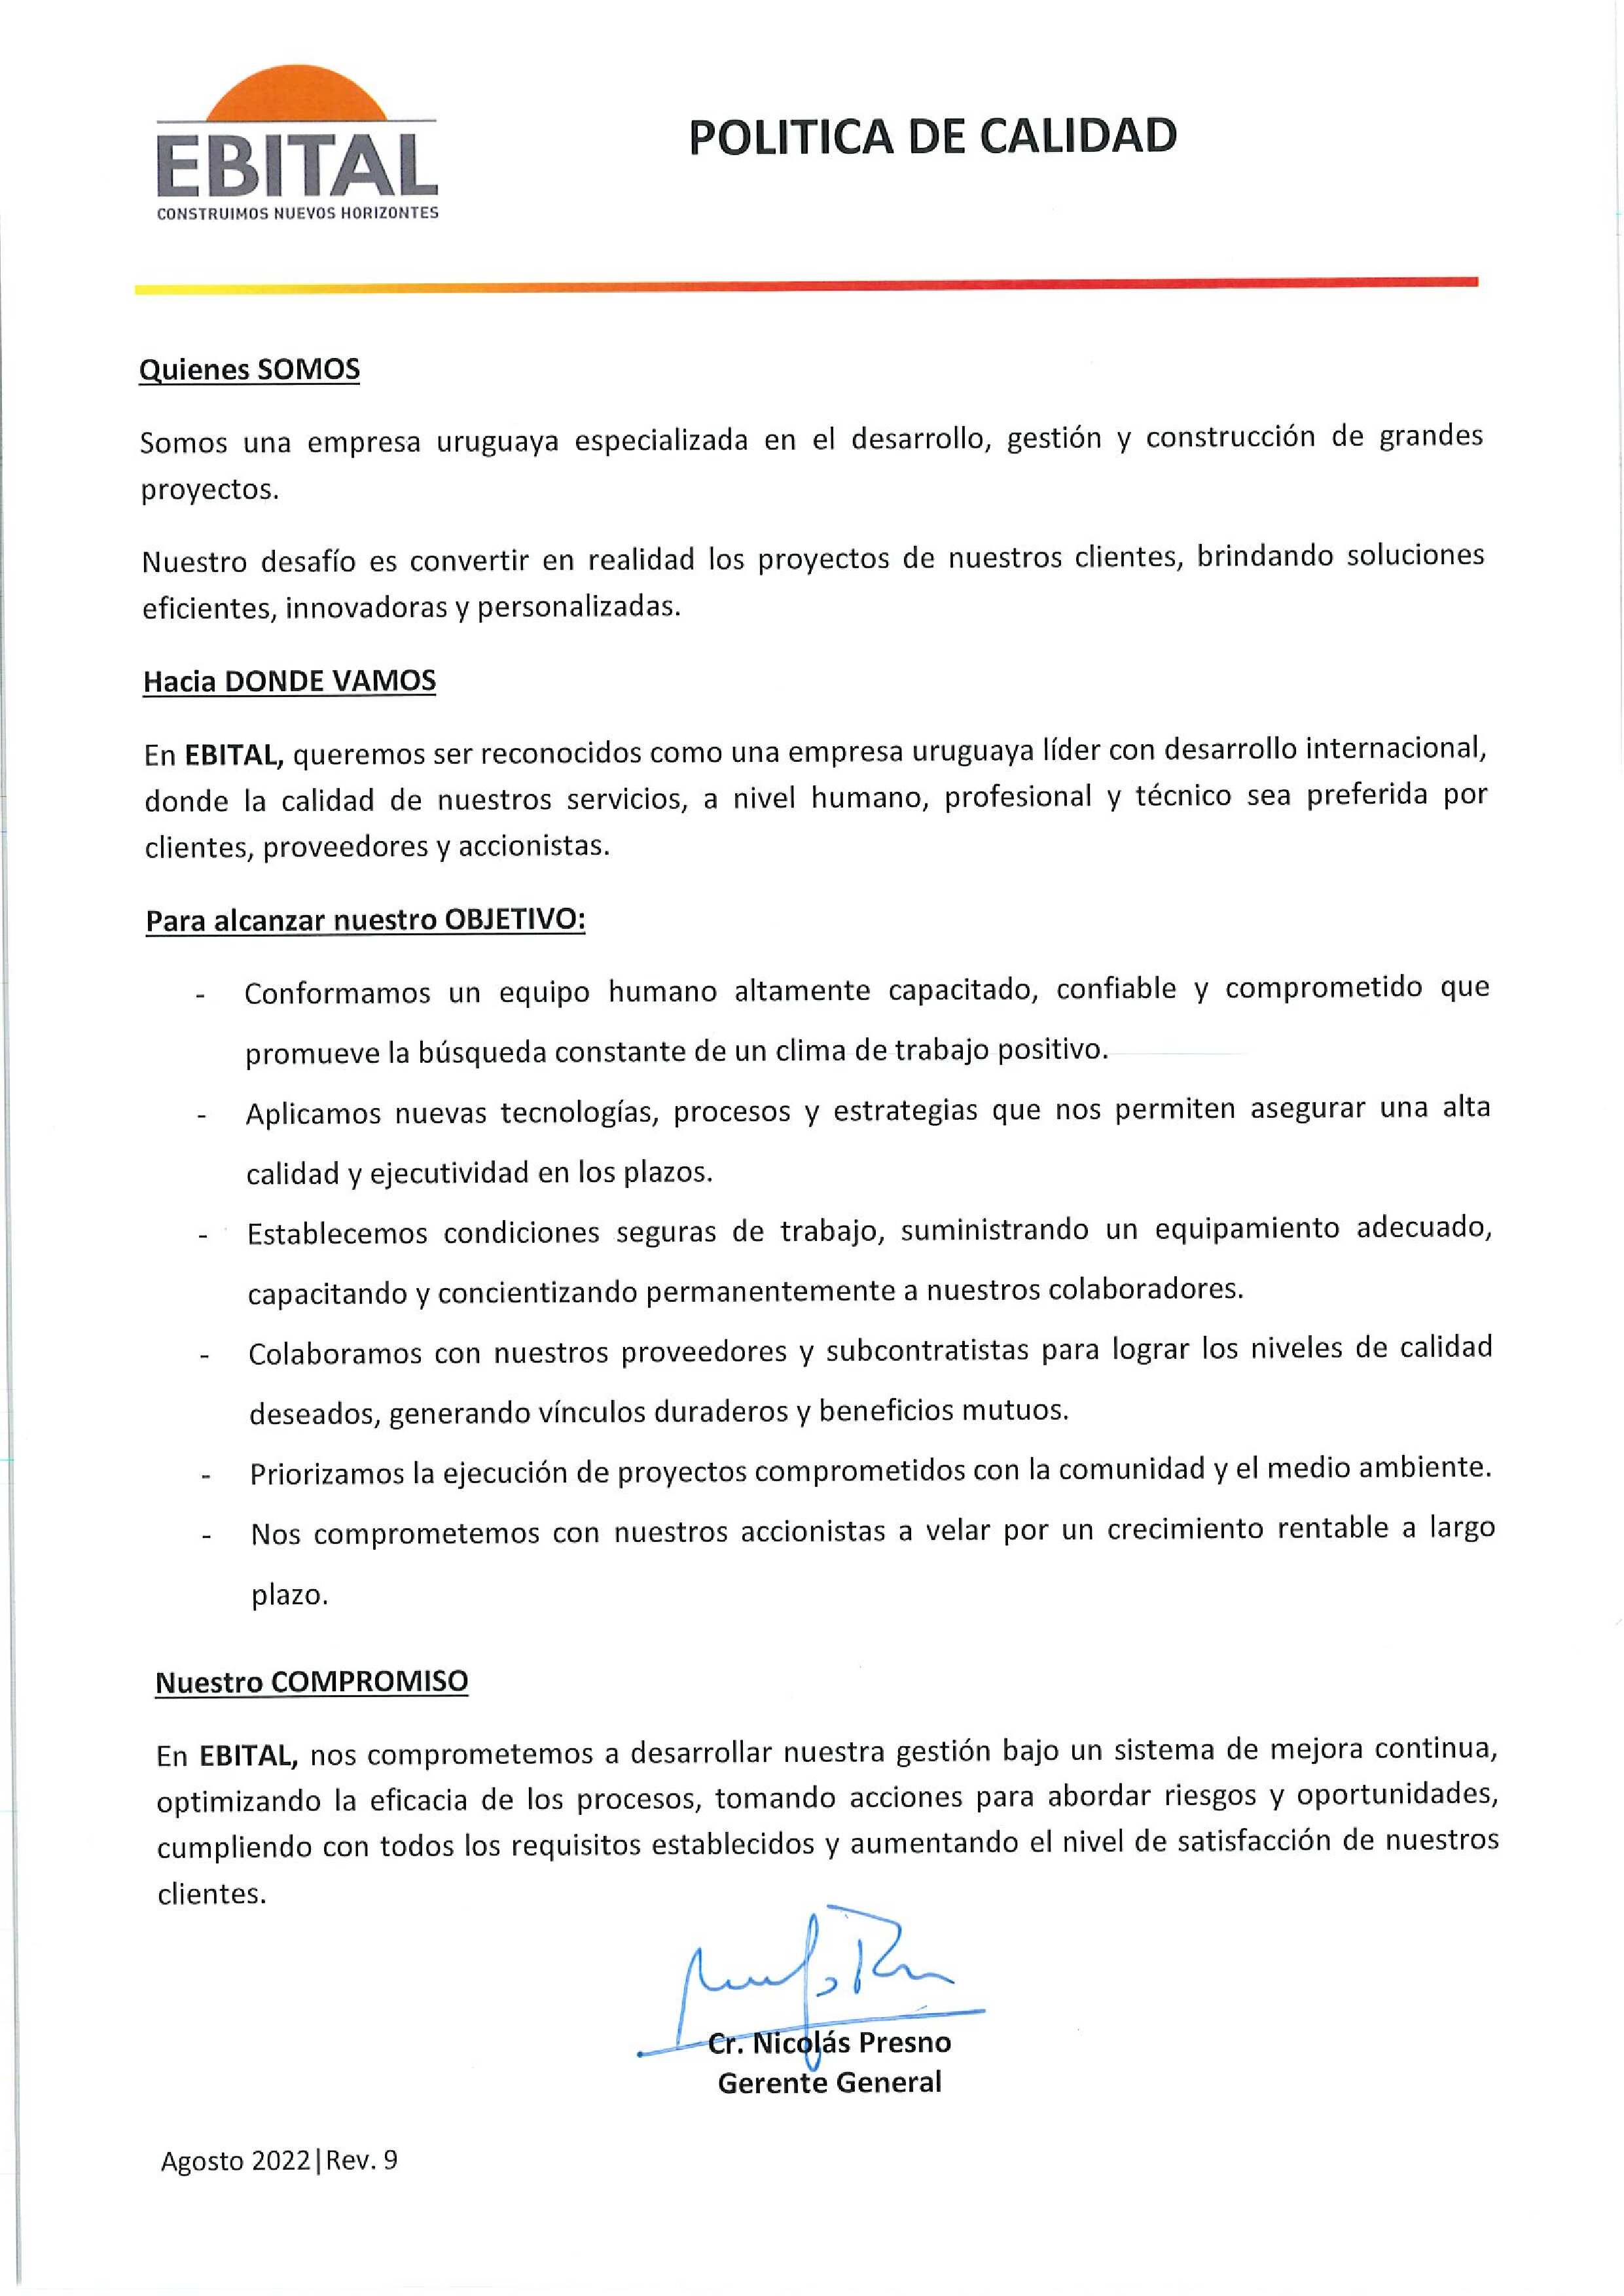 EBITAL
CONSTRUIMOS NUEVOS HORIZONTES
POLITICA DE CALIDAD
Quienes SOMOS
Somos una empresa uruguaya especializada en el desarrollo, gestión y construcción de grandes
proyectos.
Nuestro desafío es convertir en realidad los proyectos de nuestros clientes, brindando soluciones
eficientes, innovadoras y personalizadas.
Hacia DONDE VAMOS
En EBITAL, queremos ser reconocidos como una empresa uruguaya líder con desarrollo internacional,
donde la calidad de nuestros servicios, a nivel humano, profesional y técnico sea preferida por
clientes, proveedores y accionistas.
Para alcanzar nuestro OBJETIVO:
- Conformamos un equipo humano altamente capacitado, confiable y comprometido que
promueve la búsqueda constante de un clima de trabajo positivo.
- Aplicamos nuevas tecnologías, procesos y estrategias que nos permiten asegurar una alta
calidad y ejecutividad en los plazos.
- Establecemos condiciones seguras de trabajo, suministrando un equipamiento adecuado,
capacitando y concientizando permanentemente a nuestros colaboradores.
- Colaboramos con nuestros proveedores y subcontratistas para lograr los niveles de calidad
deseados, generando vínculos duraderos y beneficios mutuos.
- Priorizamos la ejecución de proyectos comprometidos con la comunidad y el medio ambiente.
- Nos comprometemos con nuestros accionistas a velar por un crecimiento rentable a largo
plazo.
Nuestro COMPROMISO
En EBITAL, nos comprometemos a desarrollar nuestra gestión bajo un sistema de mejora continua,
optimizando la eficacia de los procesos, tomando acciones para abordar riesgos y oportunidades,
cumpliendo con todos los requisitos establecidos y aumentando el nivel de satisfacción de nuestros
clientes.
Cr. Nicolás Presno
Gerente General
Agosto 2022|Rev. 9